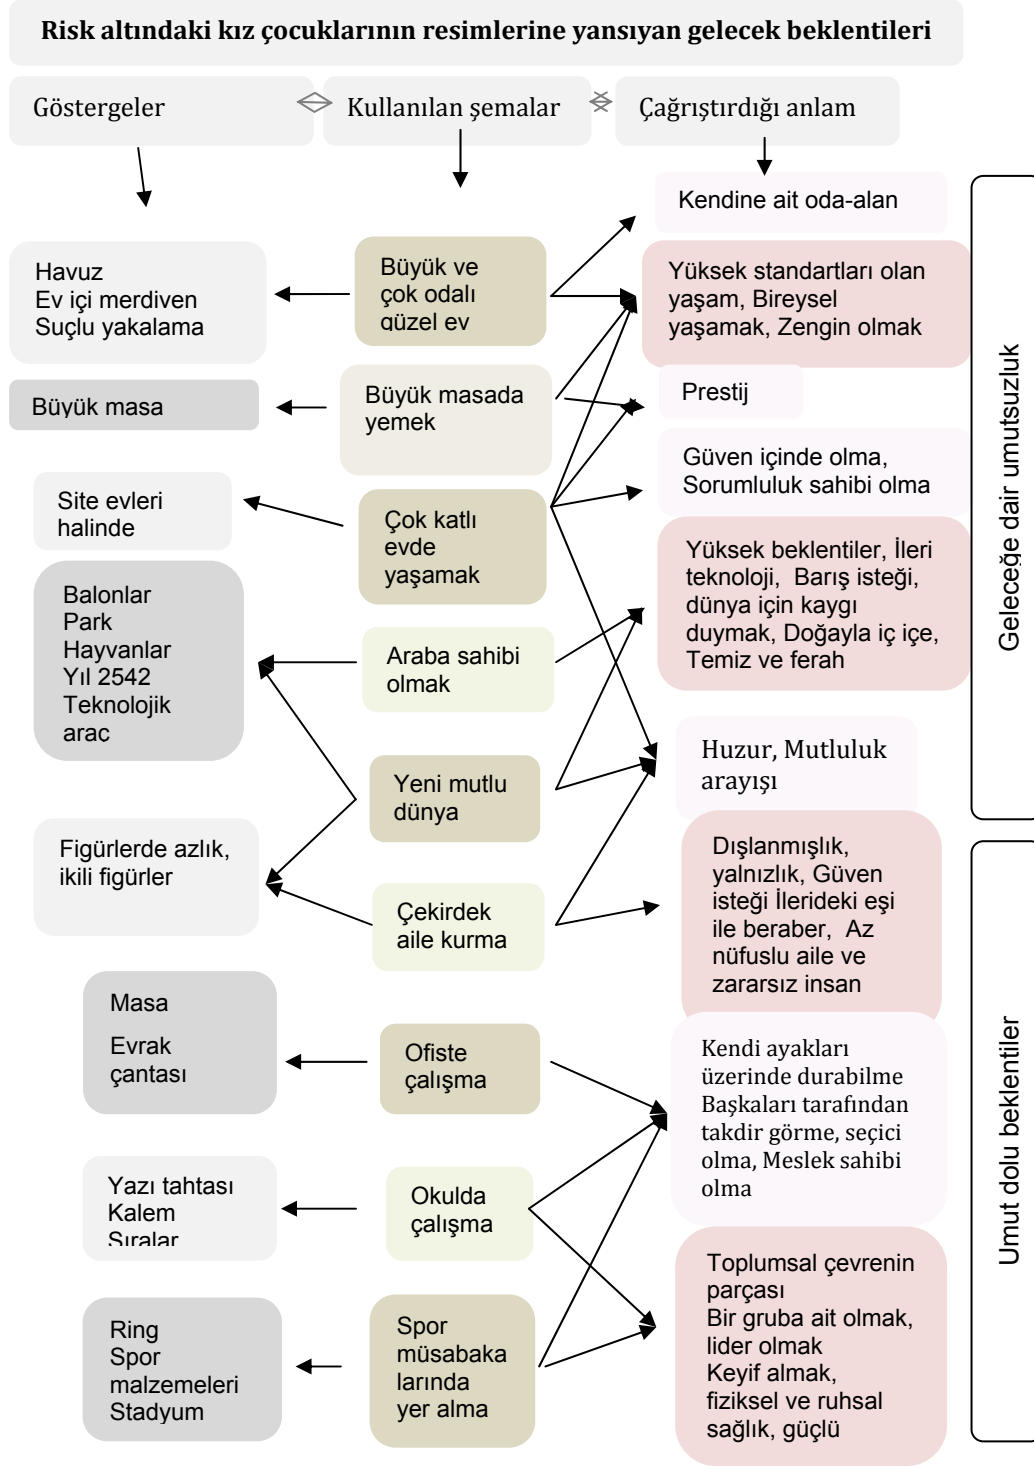 Risk altındaki kız çocuklarının resimlerine yansıyan gelecek beklentileri
Göstergeler
Kullanılan şemalar
Çağrıştırdığı anlam
Havuz
Ev içi merdiven
Suçlu yakalama
Büyük masa
Site evleri
halinde
Balonlar
Park
Hayvanlar
Yıl 2542
Teknolojik
araç
Figürlerde azlık,
ikili figürler
Masa
Evrak
çantası
Yazı tahtası
Kalem
Sıralar
Ring
Spor
malzemeleri
Stadyum
Büyük ve
çok odalı
güzel ev
Büyük masada
yemek
Çok katlı
evde
yaşamak
Araba sahibi
olmak
Yeni mutlu
dünya
Çekirdek
aile kurma
Ofiste
çalışma
Okulda
çalışma
Spor
müsabaka
larında
yer alma
Kendine ait oda-alan
Yüksek standartları olan
yaşam, Bireysel
yaşamak, Zengin olmak
Prestij
Güven içinde olma,
Sorumluluk sahibi olma
Yüksek beklentiler, İleri
teknoloji, Barış isteği,
dünya için kaygı
duymak, Doğayla iç içe,
Temiz ve ferah
Huzur, Mutluluk
arayışı
Dışlanmışlık,
yalnızlık, Güven
isteği İlerideki eşi
ile beraber, Az
nüfuslu aile ve
zararsız insan
Kendi ayakları
üzerinde durabilme
Başkaları tarafından
takdir görme, seçici
olma, Meslek sahibi
olma
Toplumsal çevrenin
parçası
Bir gruba ait olmak,
lider olmak
Keyif almak,
fiziksel ve ruhsal
sağlık, güçlü
Geleceğe dair umutsuzluk
Umut dolu beklentiler